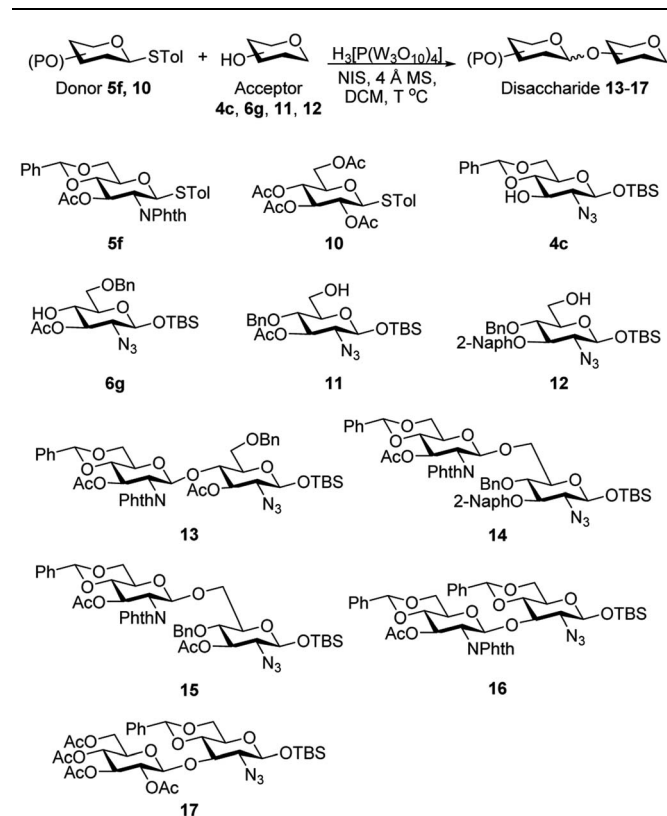 (PO) O STol + HO O H3[P(W3O10)4] (PO) O O O
Donor 5f, 10 Acceptor NIS, 4 Å MS, Disaccharide 13-17
4c, 6g, 11, 12 DCM, T °C
Ph O O O STol AcO NPhth
5f
OAc AcO O AcO STol OAc
10
Ph O O O OTBS HO N3
4c
OBn HO O AcO OTBS N3
6g
OH BnO O AcO OTBS N3
11
OH BnO O 2-NaphO OTBS N3
12
Ph O O O AcO PhthN O OBn O AcO OTBS N3
13
Ph O O O AcO PhthN O BnO O 2-NaphO OTBS N3
14
Ph O O O AcO PhthN O BnO O AcO OTBS N3
15
Ph O O O AcO NPhth O Ph O O O OTBS N3
16
AcO AcO O AcO OAc O Ph O O O OTBS N3
17